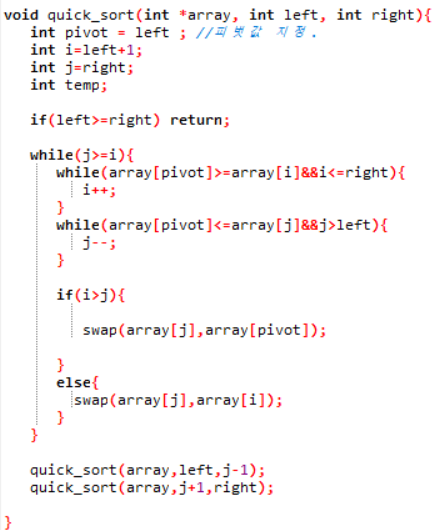 void quick_sort(int *array, int left, int right){
int pivot = left ; //피벗값 지정.
int i=left+1;
int j=right;
int temp;
if(left>=right) return;
while(j>=i){
while(array[pivot]>=array[i]&&i<=right){
i++;
}
while(array[pivot]<=array[j]&&j>left){
j--;
}
if(i>j){
swap(array[j],array[pivot]);
}
else{
swap(array[j],array[i]);
}
}
quick_sort(array,left,j-1);
quick_sort(array,j+1,right);
}